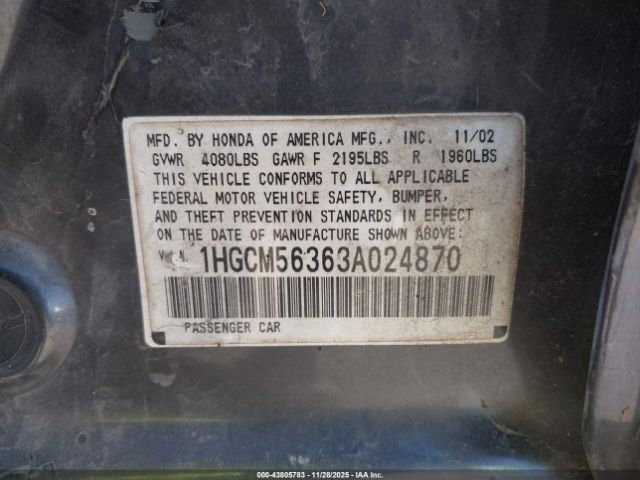 MFD. BY HONDA OF AMERICA MFG., INC. 11/02
GVWR 4080LBS GAWR F 2195LBS R 1960LBS
THIS VEHICLE CONFORMS TO ALL APPLICABLE
FEDERAL MOTOR VEHICLE SAFETY, BUMPER,
AND THEFT PREVENTION STANDARDS IN EFFECT
ON THE DATE OF MANUFACTURE SHOWN ABOVE:
V.I.N. 1HGCM56363A024870
PASSENGER CAR
000-43805783 | 11/28/2025 | IAA Inc.